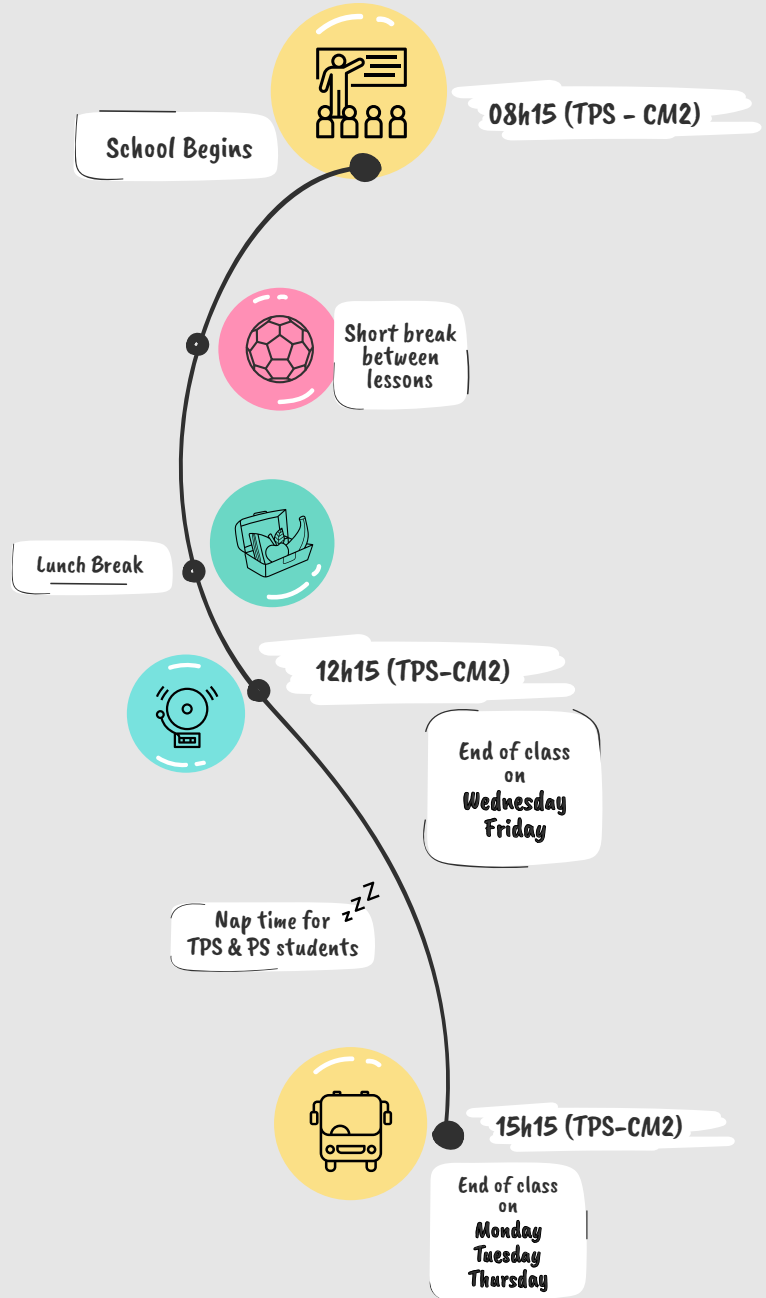 08h15 (TPS - CM2)
School Begins
Short break
between
lessons
Lunch Break
12h15 (TPS-CM2)
End of class
on
Wednesday
Friday
zzZ
Nap time for
TPS & PS students
15h15 (TPS-CM2)
End of class
on
Monday
Tuesday
Thursday